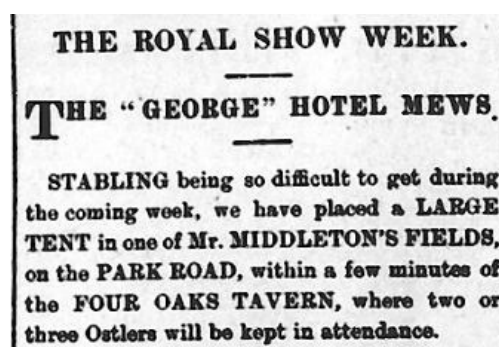 THE ROYAL SHOW WEEK.
THE "GEORGE" HOTEL MEWS.
STABLING being so difficult to get during
the coming week, we have placed a LARGE
TENT in one of Mr. MIDDLETON'S FIELDS,
on the PARK ROAD, within a few minutes of
the FOUR OAKS TAVERN, where two or
three Ostlers will be kept in attendance.